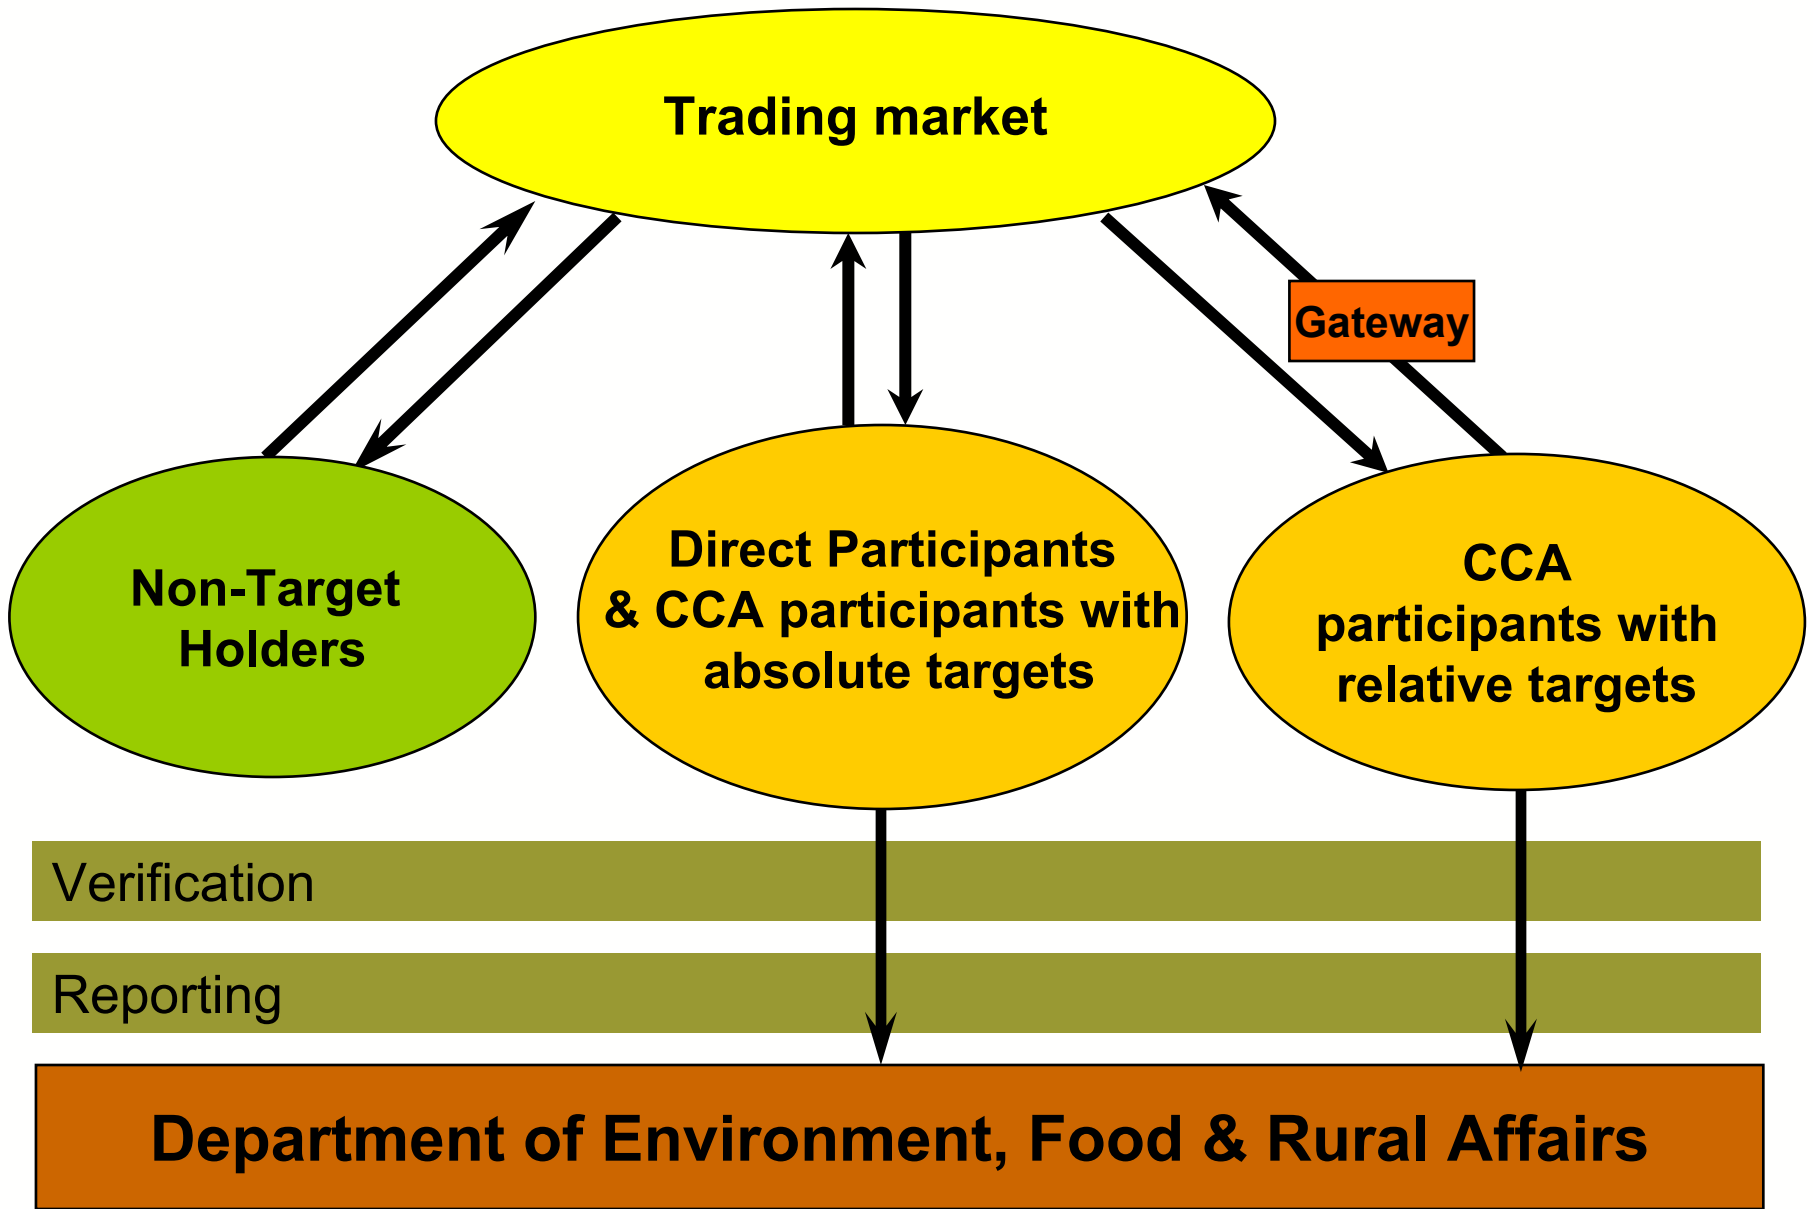 Trading market
Gateway
Non-Target
Holders
Direct Participants
& CCA participants with
absolute targets
CCA
participants with
relative targets
Verification
Reporting
Department of Environment, Food & Rural Affairs